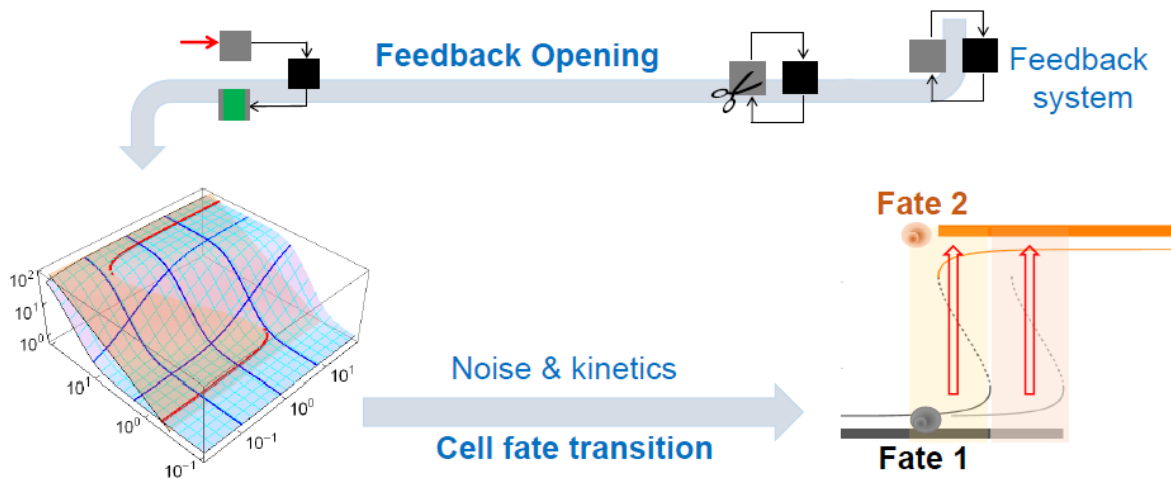 Feedback Opening
Feedback
system
Fate 2
10²
10¹
10⁰
10¹
10⁰
10⁻¹
10¹
10⁰
10⁻¹
Noise & kinetics
Cell fate transition
Fate 1